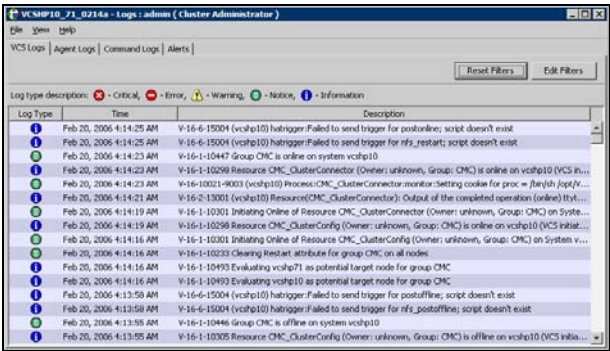 VCSHP10_71_0214a - Logs : admin ( Cluster Administrator )
File View Help
VCS Logs Agent Logs Command Logs Alerts
Reset Filters Edit Filters
Log type description: - Critical, - Error, - Warning, - Notice, - Information
Log Type Time Description
Feb 20, 2006 4:14:25 AM V-16-6-15004 (vcshp10) hatrigger:Failed to send trigger for postonline; script doesn't exist
Feb 20, 2006 4:14:25 AM V-16-6-15004 (vcshp10) hatrigger:Failed to send trigger for nfs_restart; script doesn't exist
Feb 20, 2006 4:14:23 AM V-16-1-10447 Group CMC is online on system vcshp10
Feb 20, 2006 4:14:23 AM V-16-1-10298 Resource CMC_ClusterConnector (Owner: unknown, Group: CMC) is online on vcshp10 (VCS in...
Feb 20, 2006 4:14:23 AM V-16-10021-9003 (vcshp10) Process:CMC_ClusterConnector:monitor:Setting cookie for proc = /bin/sh /opt/V...
Feb 20, 2006 4:14:21 AM V-16-2-13001 (vcshp10) Resource(CMC_ClusterConnector): Output of the completed operation (online) ttyt...
Feb 20, 2006 4:14:19 AM V-16-1-10301 Initiating Online of Resource CMC_ClusterConnector (Owner: unknown, Group: CMC) on Syste...
Feb 20, 2006 4:14:19 AM V-16-1-10298 Resource CMC_ClusterConfig (Owner: unknown, Group: CMC) is online on vcshp10 (VCS initiat...
Feb 20, 2006 4:14:16 AM V-16-1-10301 Initiating Online of Resource CMC_ClusterConfig (Owner: unknown, Group: CMC) on System v...
Feb 20, 2006 4:14:16 AM V-16-1-10233 Clearing Restart attribute for group CMC on all nodes
Feb 20, 2006 4:14:16 AM V-16-1-10493 Evaluating vcshp71 as potential target node for group CMC
Feb 20, 2006 4:14:16 AM V-16-1-10493 Evaluating vcshp10 as potential target node for group CMC
Feb 20, 2006 4:13:58 AM V-16-6-15004 (vcshp10) hatrigger:Failed to send trigger for postoffline; script doesn't exist
Feb 20, 2006 4:13:58 AM V-16-6-15004 (vcshp10) hatrigger:Failed to send trigger for nfs_postoffline; script doesn't exist
Feb 20, 2006 4:13:55 AM V-16-1-10446 Group CMC is offline on system vcshp10
Feb 20, 2006 4:13:55 AM V-16-1-10305 Resource CMC_ClusterConfig (Owner: unknown, Group: CMC) is offline on vcshp10 (VCS initia...